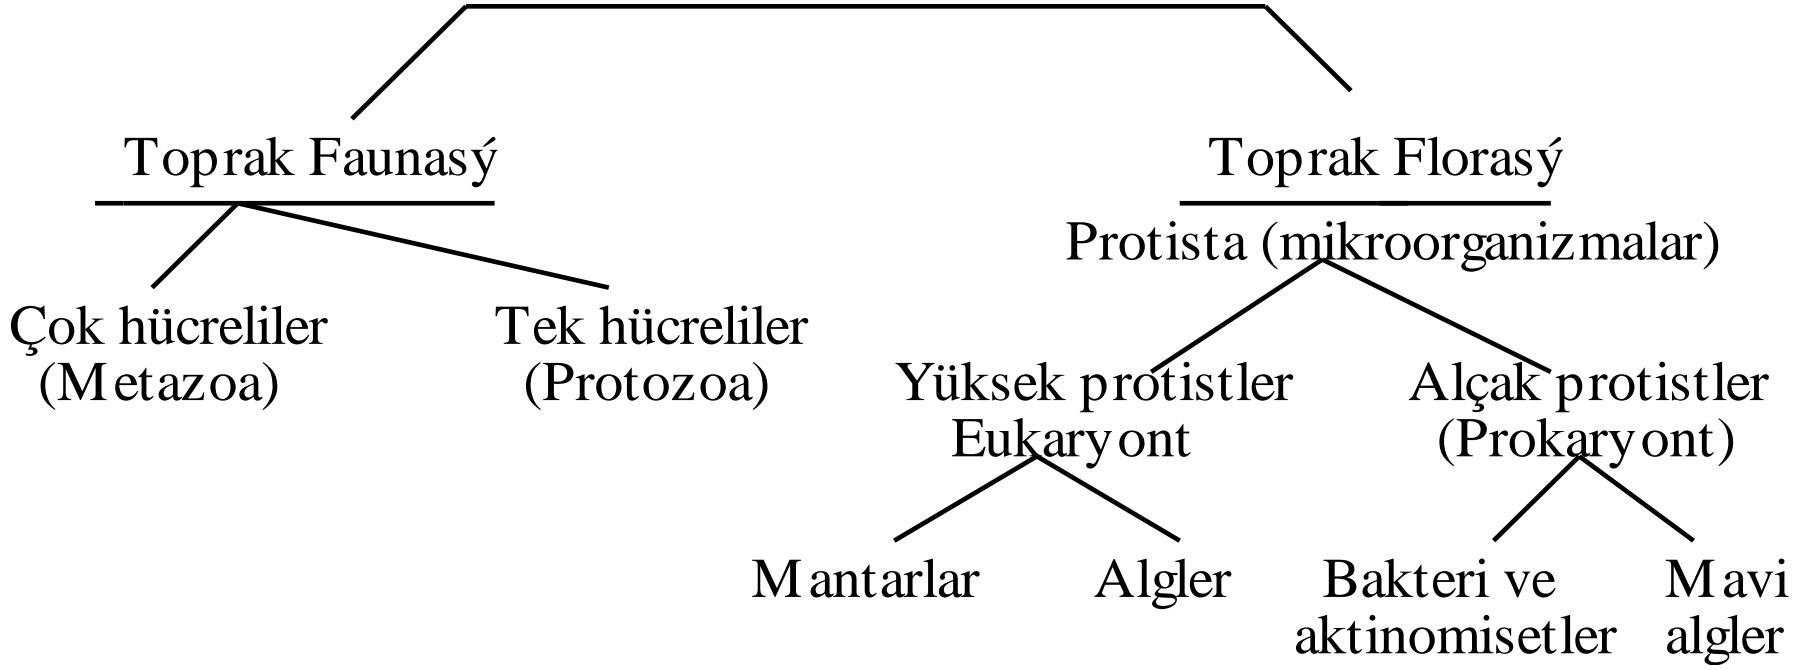 Toprak Faunasý
Toprak Florasý
Protista (mikroorganizmalar)
Çok hücreliler
(Metazoa)
Tek hücreliler
(Protozoa)
Yüksek protistler
Eukaryont
Alçak protistler
(Prokaryont)
Mantarlar
Algler
Bakteri ve
aktinomisetler
Mavi
algler